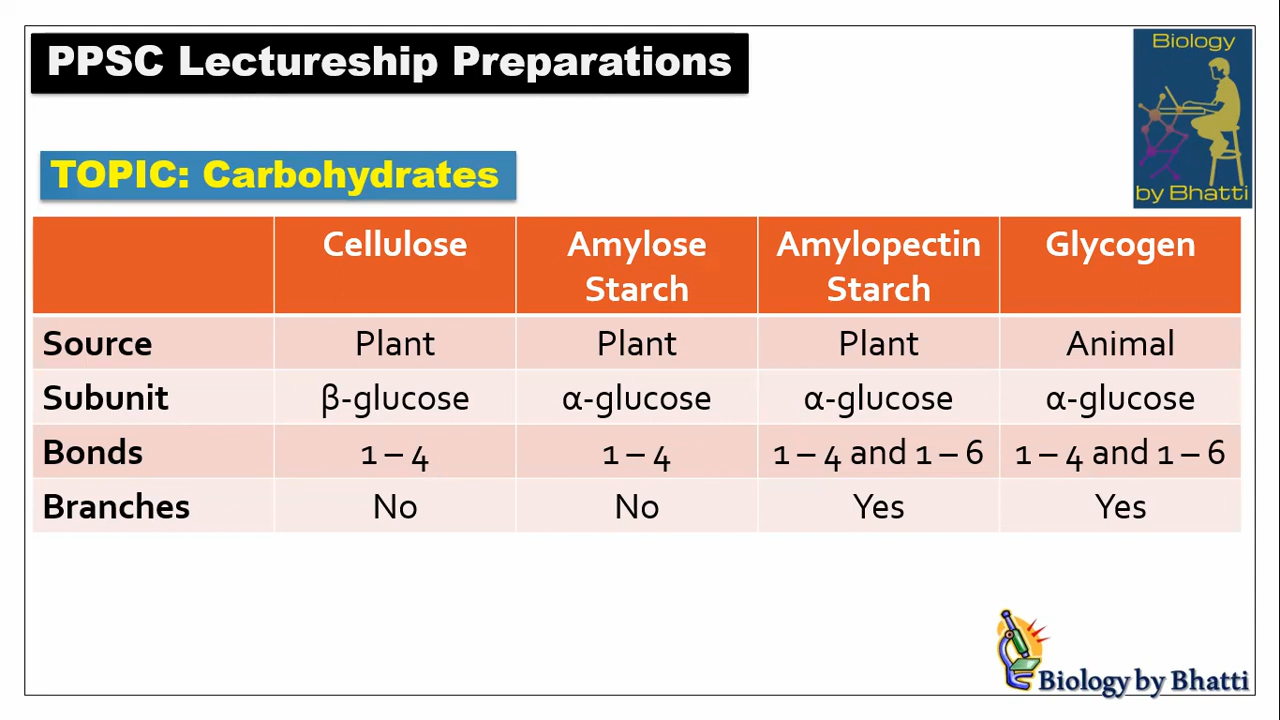 PPSC Lectureship Preparations
Biology
by Bhatti
TOPIC: Carbohydrates
Cellulose Amylose Starch Amylopectin Starch Glycogen
Source Plant Plant Plant Animal
Subunit β-glucose α-glucose α-glucose α-glucose
Bonds 1 – 4 1 – 4 1 – 4 and 1 – 6 1 – 4 and 1 – 6
Branches No No Yes Yes
Biology by Bhatti